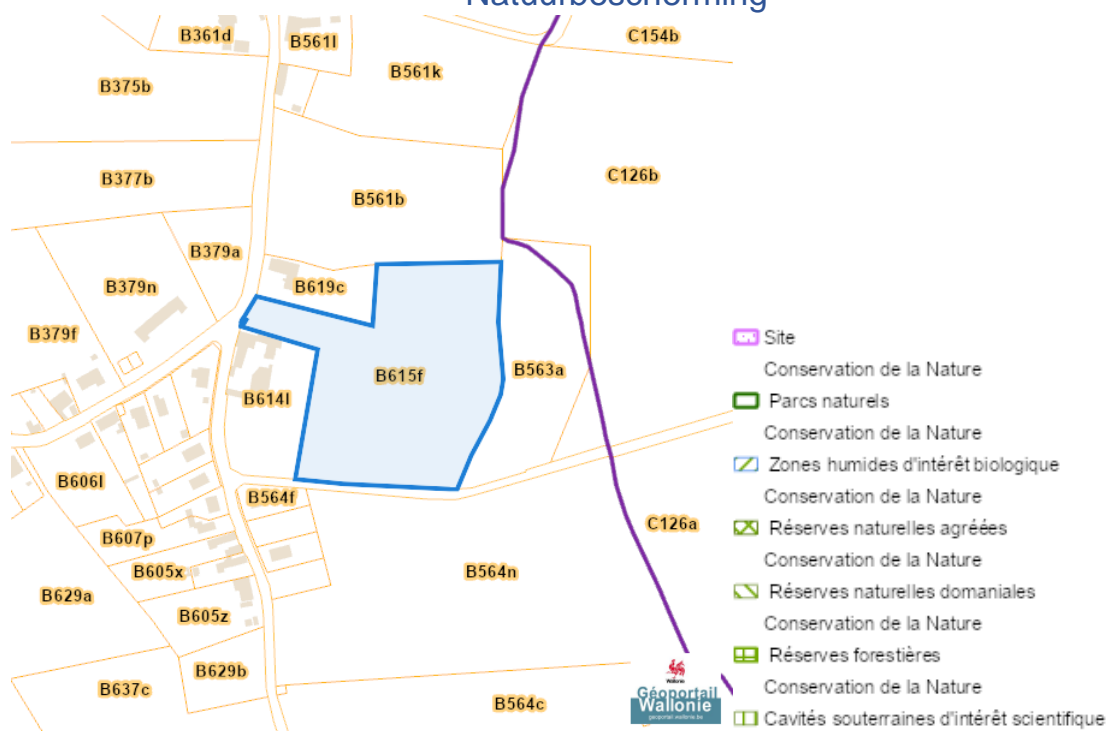 Natuurbescherming
B361d
B561l
C154b
B375b
B561k
B377b
C126b
B561b
B379a
B379n
B619c
B379f
B615f
B563a
B614l
B606l
B564f
C126a
B607p
B605x
B564n
B629a
B605z
B629b
B637c
B564c
Wallonie
Géoportail
Wallonie
geoportail.wallonie.be
Site
Conservation de la Nature
Parcs naturels
Conservation de la Nature
Zones humides d'intérêt biologique
Conservation de la Nature
Réserves naturelles agréées
Conservation de la Nature
Réserves naturelles domaniales
Conservation de la Nature
Réserves forestières
Conservation de la Nature
Cavités souterraines d'intérêt scientifique